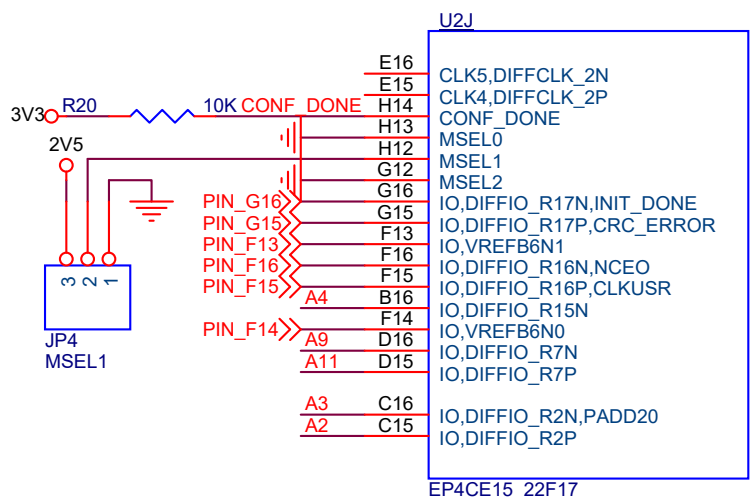 U2J
E16 CLK5,DIFFCLK_2N
E15 CLK4,DIFFCLK_2P
3V3 R20 10K CONF_DONE H14 CONF_DONE
H13 MSEL0
2V5 H12 MSEL1
G12 MSEL2
PIN_G16 G16 IO,DIFFIO_R17N,INIT_DONE
PIN_G15 G15 IO,DIFFIO_R17P,CRC_ERROR
PIN_F13 F13 IO,VREFB6N1
PIN_F16 F16 IO,DIFFIO_R16N,NCEO
PIN_F15 F15 IO,DIFFIO_R16P,CLKUSR
3 2 1 A4 B16 IO,DIFFIO_R15N
PIN_F14 F14 IO,VREFB6N0
JP4 A9 D16 IO,DIFFIO_R7N
MSEL1 A11 D15 IO,DIFFIO_R7P
A3 C16 IO,DIFFIO_R2N,PADD20
A2 C15 IO,DIFFIO_R2P
EP4CE15_22F17